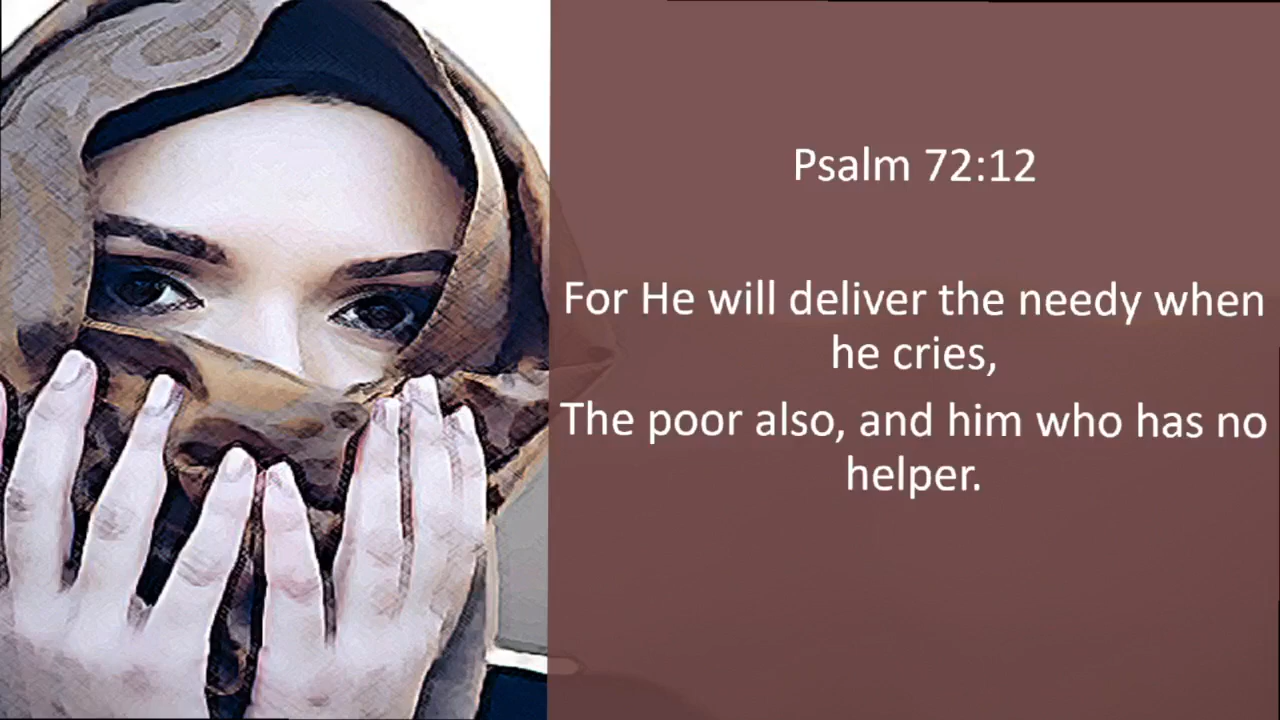 Psalm 72:12
For He will deliver the needy when
he cries,
The poor also, and him who has no
helper.